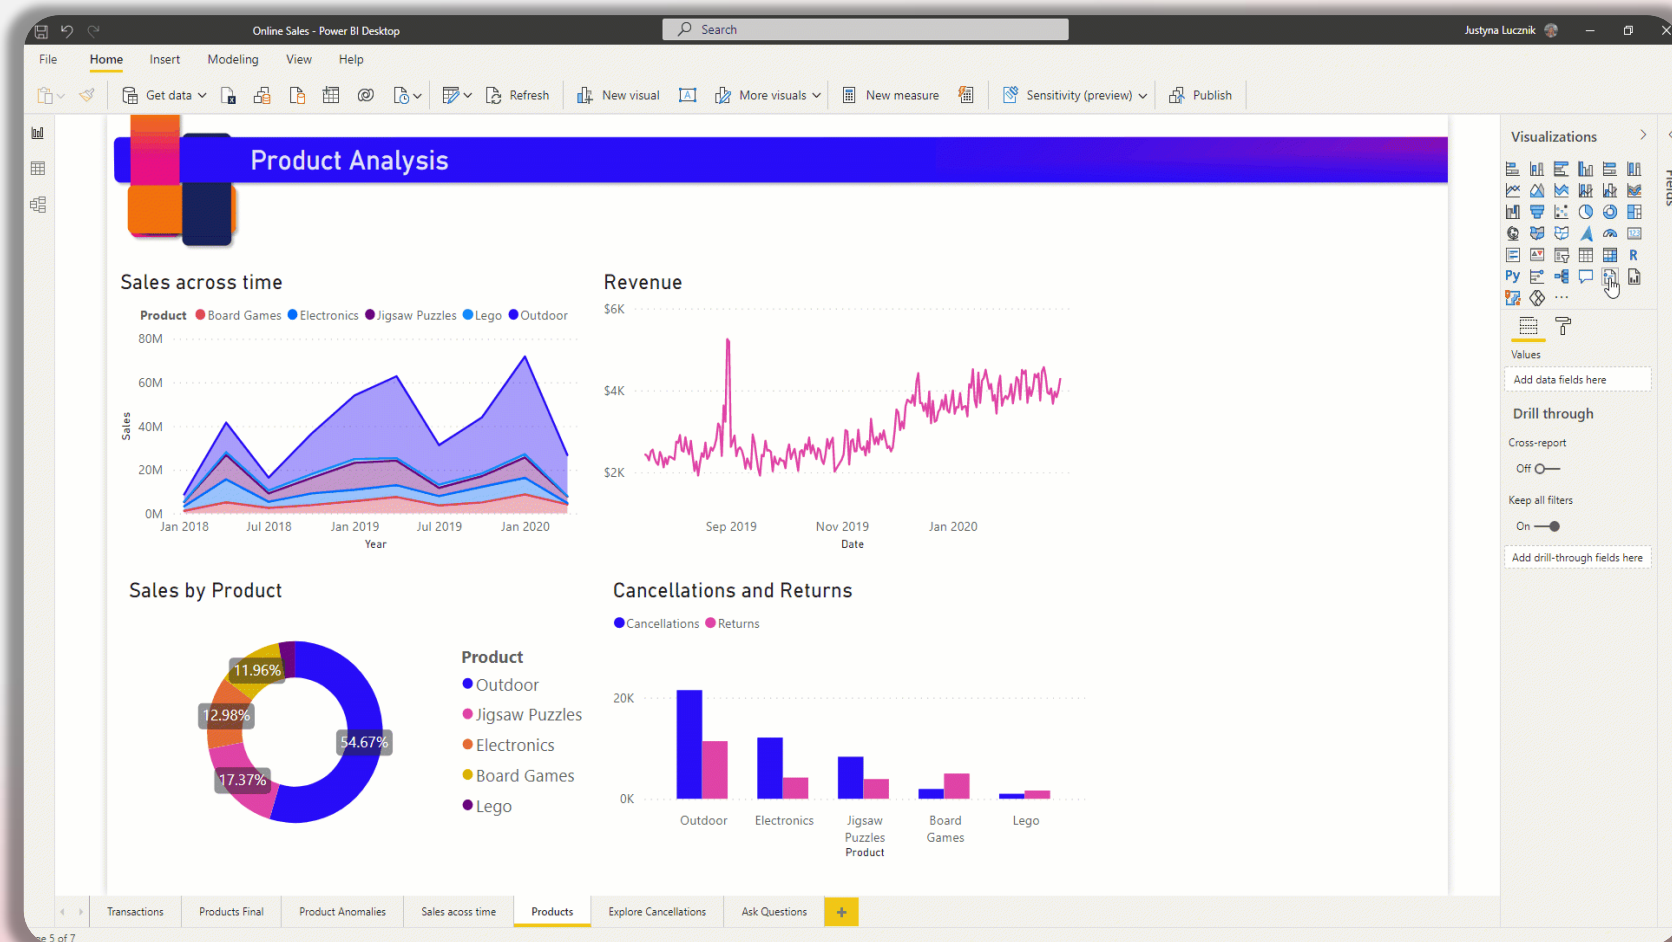 Online Sales - Power BI Desktop
Search
Justyna Lucznik
File Home Insert Modeling View Help
Get data
Refresh
New visual
More visuals
New measure
Sensitivity (preview)
Publish
Product Analysis
Visualizations
Fields
Sales across time
Product Board Games Electronics Jigsaw Puzzles Lego Outdoor
80M
60M
40M
20M
0M
Sales
Jan 2018 Jul 2018 Jan 2019 Jul 2019 Jan 2020
Year
Revenue
$6K
$4K
$2K
Sep 2019 Nov 2019 Jan 2020
Date
R
Py
123
Values
Add data fields here
Drill through
Cross-report
Off
Keep all filters
On
Add drill-through fields here
Sales by Product
11.96%
12.98%
54.67%
17.37%
Product
Outdoor
Jigsaw Puzzles
Electronics
Board Games
Lego
Cancellations and Returns
Cancellations Returns
20K
0K
Outdoor Electronics Jigsaw Puzzles Board Games Lego
Product
Transactions Products Final Product Anomalies Sales acoss time Products Explore Cancellations Ask Questions +
5 of 7